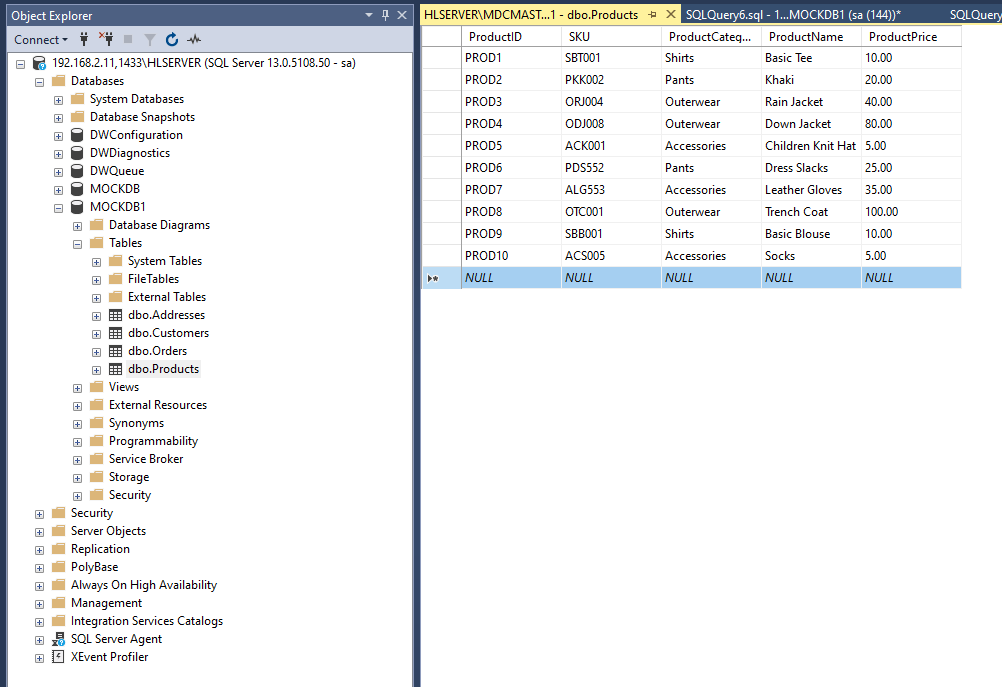 Object Explorer
Connect
192.168.2.11,1433\HLSERVER (SQL Server 13.0.5108.50 - sa)
Databases
System Databases
Database Snapshots
DWConfiguration
DWDiagnostics
DWQueue
MOCKDB
MOCKDB1
Database Diagrams
Tables
System Tables
FileTables
External Tables
dbo.Addresses
dbo.Customers
dbo.Orders
dbo.Products
Views
External Resources
Synonyms
Programmability
Service Broker
Storage
Security
Security
Server Objects
Replication
PolyBase
Always On High Availability
Management
Integration Services Catalogs
SQL Server Agent
XEvent Profiler
HLSERVER\MDCMAST...1 - dbo.Products SQLQuery6.sql - 1...MOCKDB1 (sa (144))* SQLQuery
ProductID SKU ProductCateg... ProductName ProductPrice
PROD1 SBT001 Shirts Basic Tee 10.00
PROD2 PKK002 Pants Khaki 20.00
PROD3 ORJ004 Outerwear Rain Jacket 40.00
PROD4 ODJ008 Outerwear Down Jacket 80.00
PROD5 ACK001 Accessories Children Knit Hat 5.00
PROD6 PDS552 Pants Dress Slacks 25.00
PROD7 ALG553 Accessories Leather Gloves 35.00
PROD8 OTC001 Outerwear Trench Coat 100.00
PROD9 SBB001 Shirts Basic Blouse 10.00
PROD10 ACS005 Accessories Socks 5.00
NULL NULL NULL NULL NULL